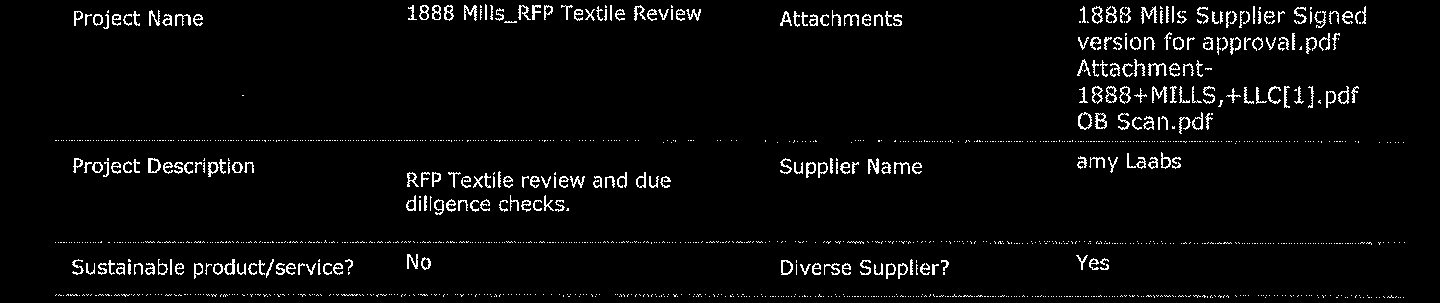 Project Name
1888 Mills_RFP Textile Review
Attachments
1888 Mills Supplier Signed
version for approval.pdf
Attachment-
1888+MILLS,+LLC[1].pdf
OB Scan.pdf
Project Description
RFP Textile review and due
diligence checks.
Supplier Name
amy Laabs
Sustainable product/service?
No
Diverse Supplier?
Yes